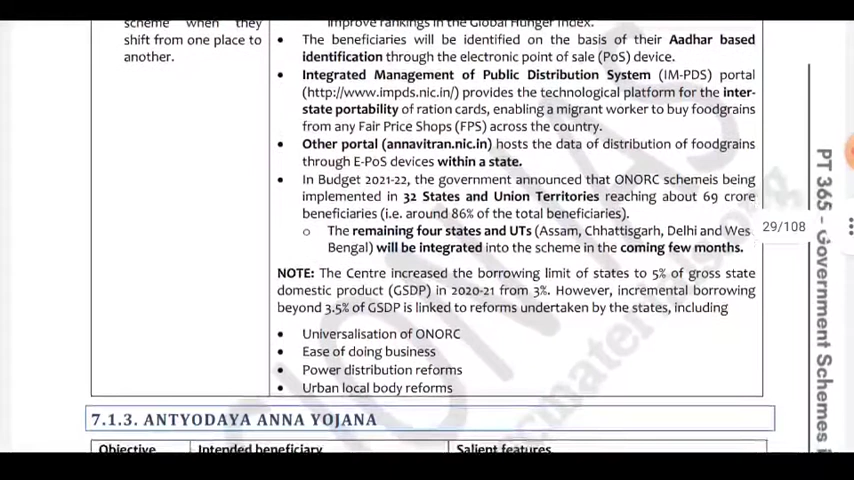 scheme when they
shift from one place to
another.
improve rankings in the Global Hunger Index.
• The beneficiaries will be identified on the basis of their Aadhar based
identification through the electronic point of sale (PoS) device.
• Integrated Management of Public Distribution System (IM-PDS) portal
(http://www.impds.nic.in/) provides the technological platform for the inter-
state portability of ration cards, enabling a migrant worker to buy foodgrains
from any Fair Price Shops (FPS) across the country.
• Other portal (annavitran.nic.in) hosts the data of distribution of foodgrains
through E-PoS devices within a state.
• In Budget 2021-22, the government announced that ONORC schemeis being
implemented in 32 States and Union Territories reaching about 69 crore
beneficiaries (i.e. around 86% of the total beneficiaries).
o The remaining four states and UTs (Assam, Chhattisgarh, Delhi and Wes
Bengal) will be integrated into the scheme in the coming few months.
NOTE: The Centre increased the borrowing limit of states to 5% of gross state
domestic product (GSDP) in 2020-21 from 3%. However, incremental borrowing
beyond 3.5% of GSDP is linked to reforms undertaken by the states, including
• Universalisation of ONORC
• Ease of doing business
• Power distribution reforms
• Urban local body reforms
7.1.3. ANTYODAYA ANNA YOJANA
Objective Intended beneficiary Salient features
29/108
PT 365 - Government Schemes i